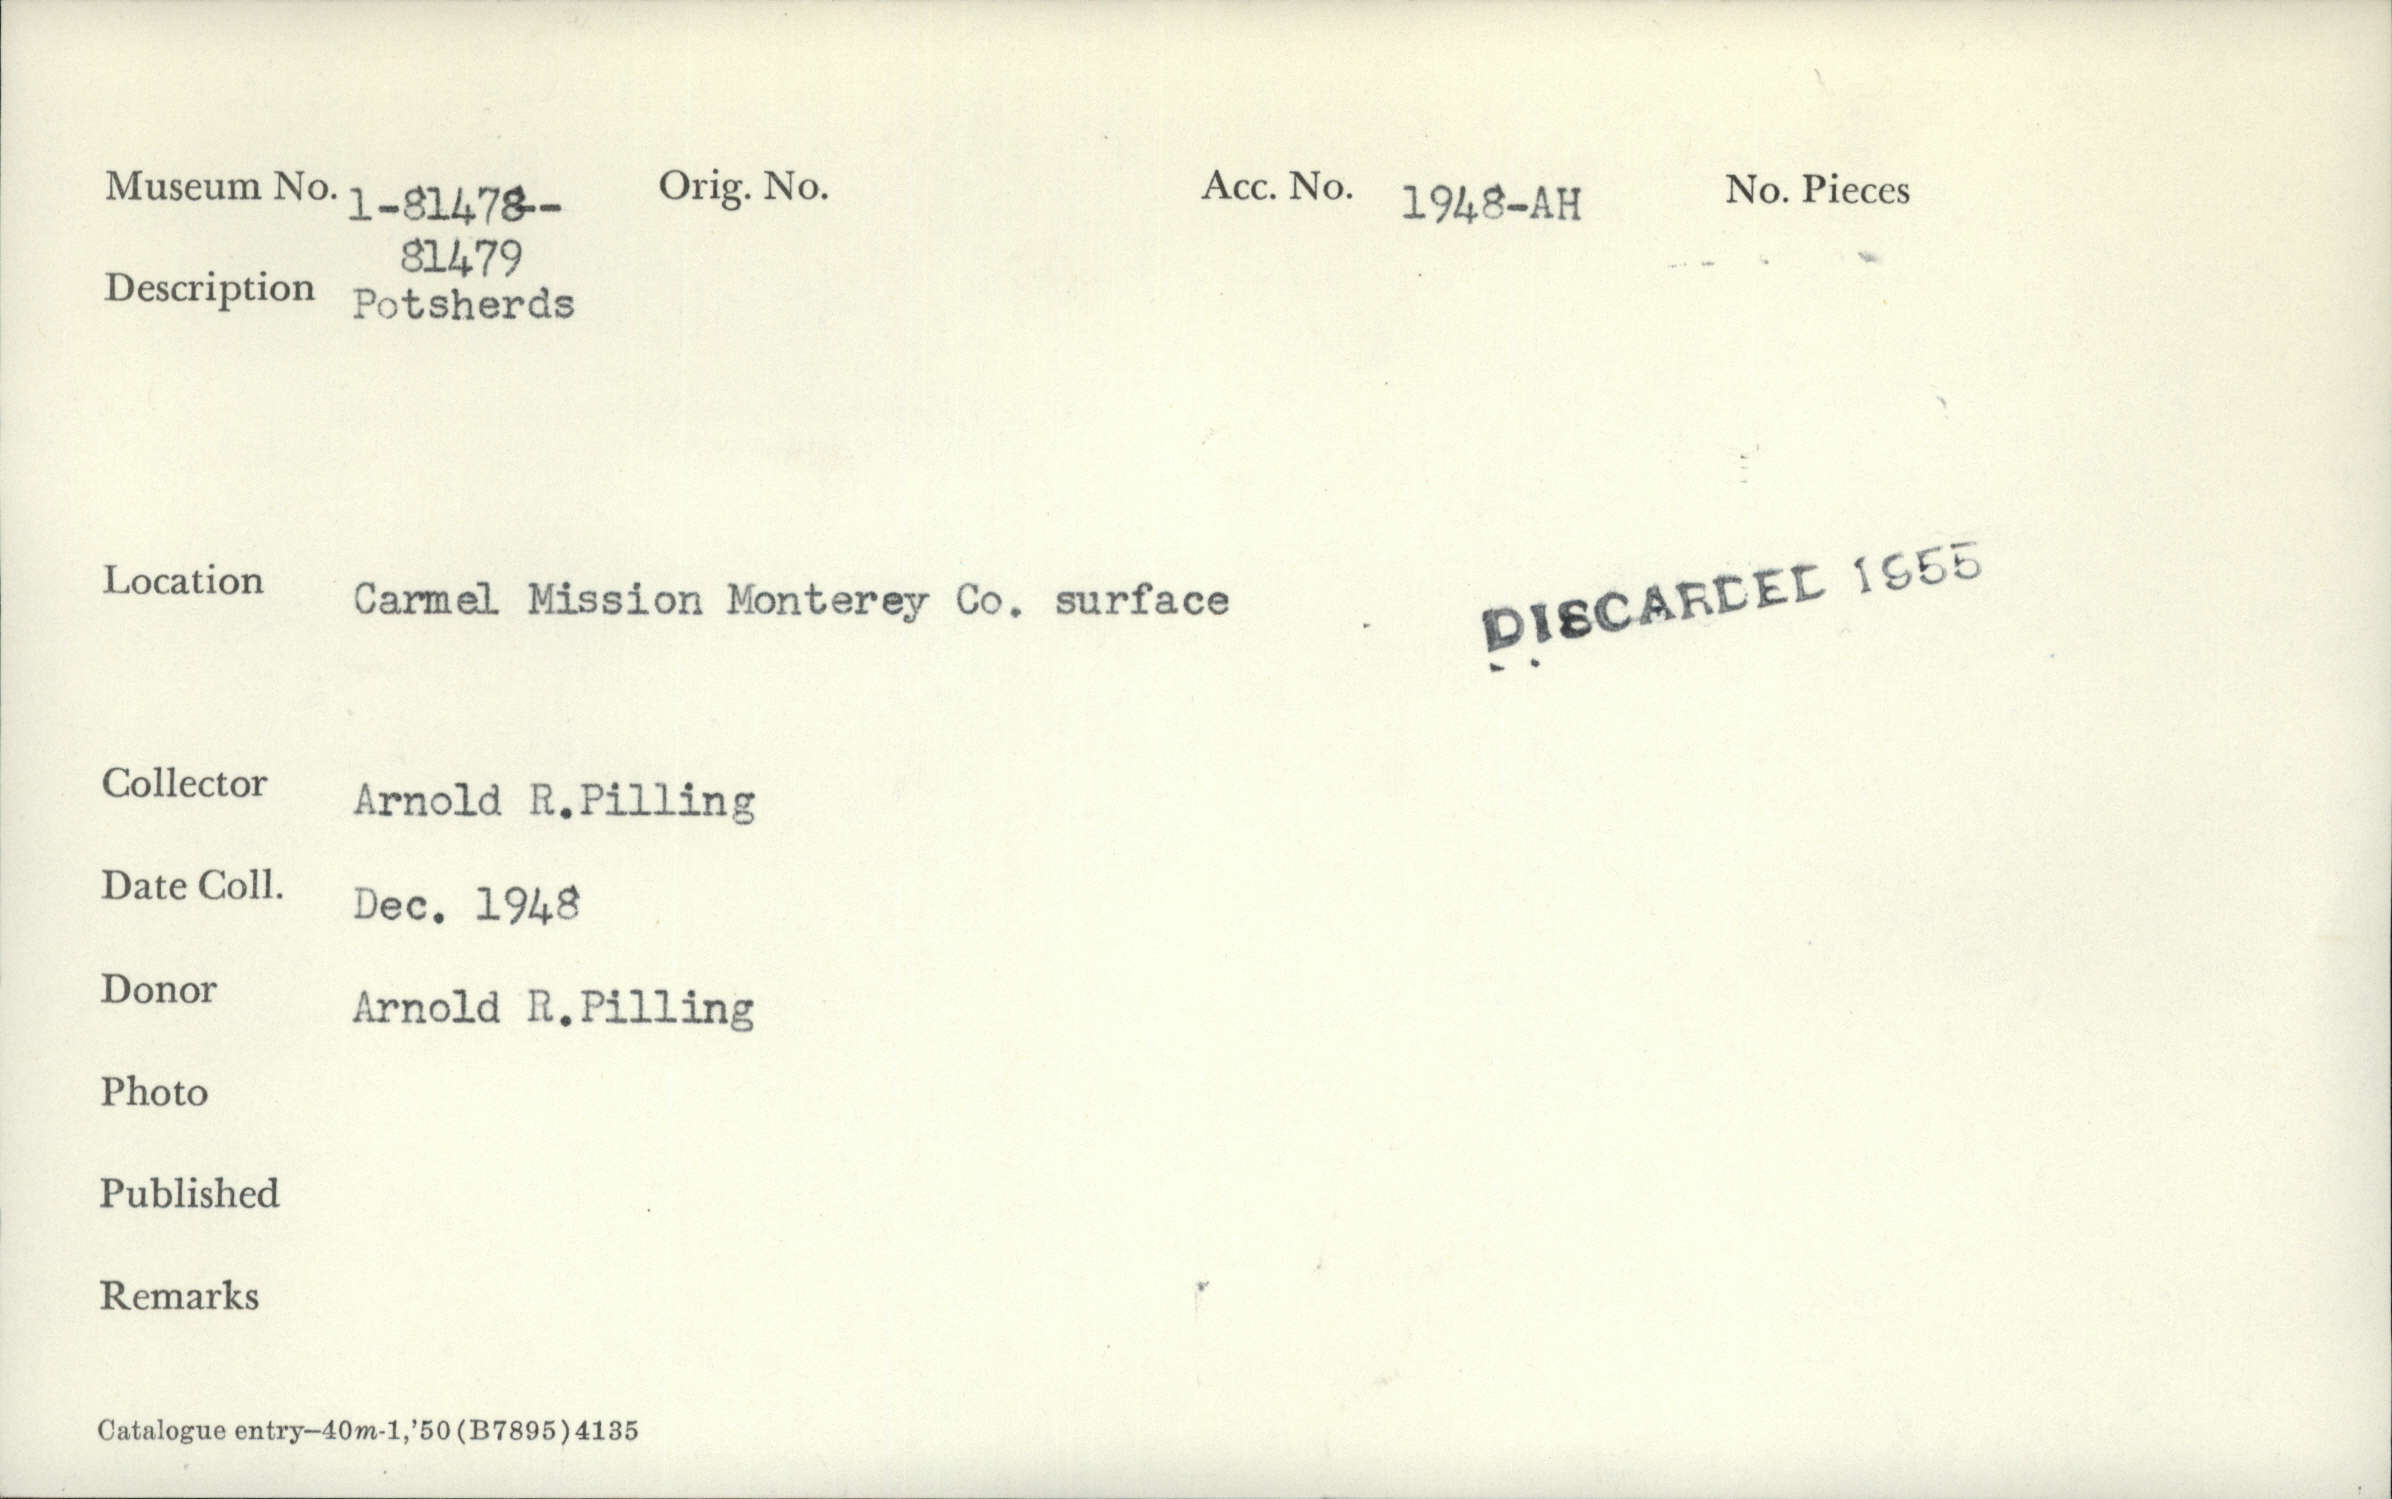 Museum No. 1-81478-- Orig. No. Acc. No. 1948-AH No. Pieces
81479
Description Potsherds
Location Carmel Mission Monterey Co. surface
DISCARDED 1955
Collector Arnold R.Pilling
Date Coll. Dec. 1948
Donor Arnold R.Pilling
Photo
Published
Remarks
Catalogue entry—40m-1,'50(B7895)4135